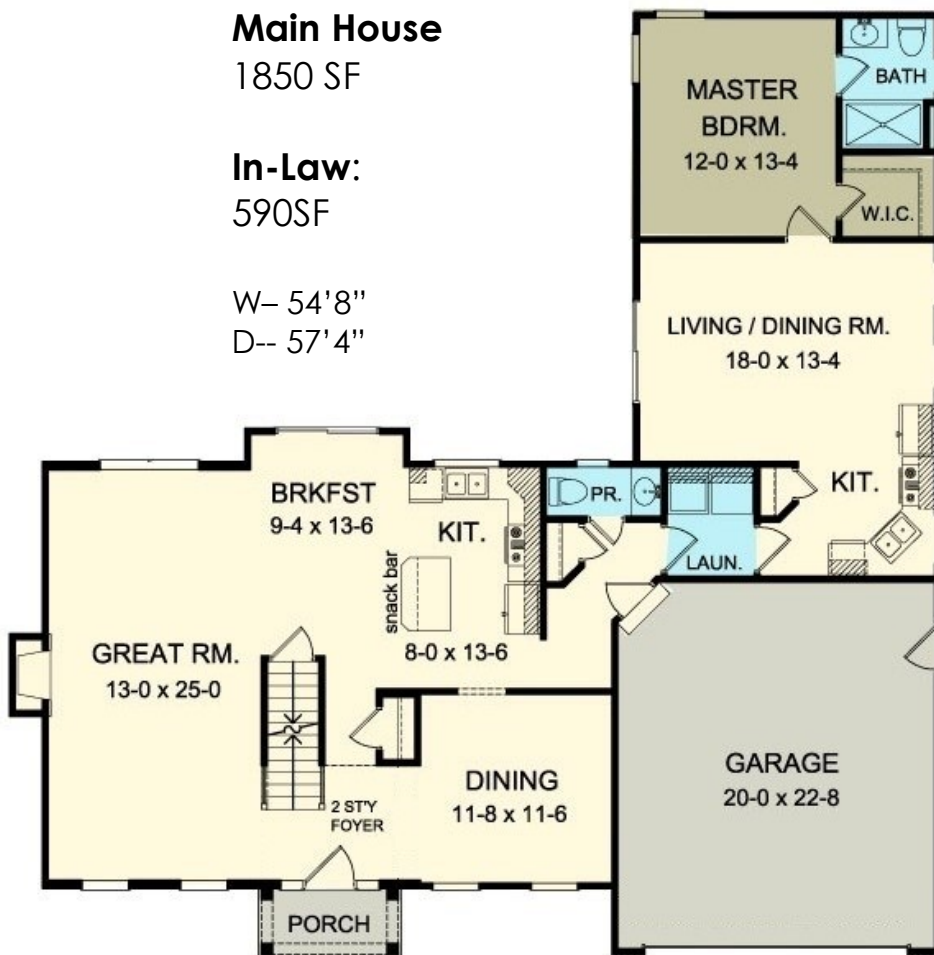 Main House
1850 SF
In-Law:
590SF
W– 54’8”
D-- 57’4”
MASTER
BDRM.
12-0 x 13-4
BATH
W.I.C.
LIVING / DINING RM.
18-0 x 13-4
KIT.
BRKFST
9-4 x 13-6
KIT.
snack bar
8-0 x 13-6
PR.
LAUN.
GREAT RM.
13-0 x 25-0
2 ST'Y
FOYER
DINING
11-8 x 11-6
GARAGE
20-0 x 22-8
PORCH